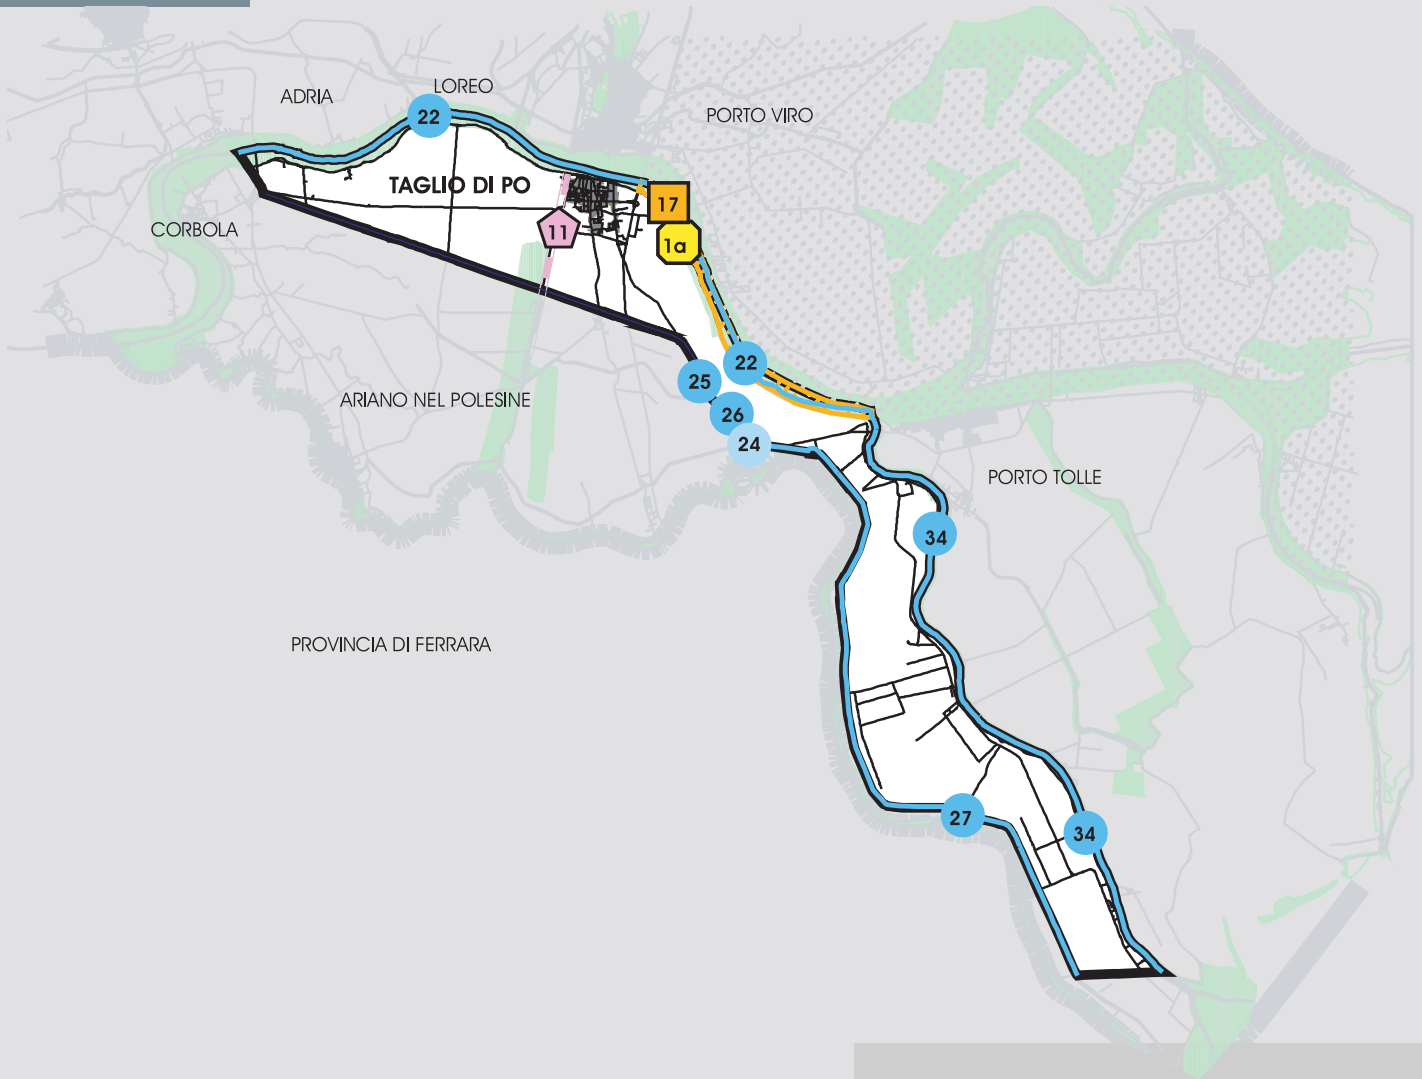 LOREO
ADRIA
22
PORTO VIRO
TAGLIO DI PO
17
CORBOLA
11
1a
22
25
ARIANO NEL POLESINE
26
24
PORTO TOLLE
34
PROVINCIA DI FERRARA
27
34